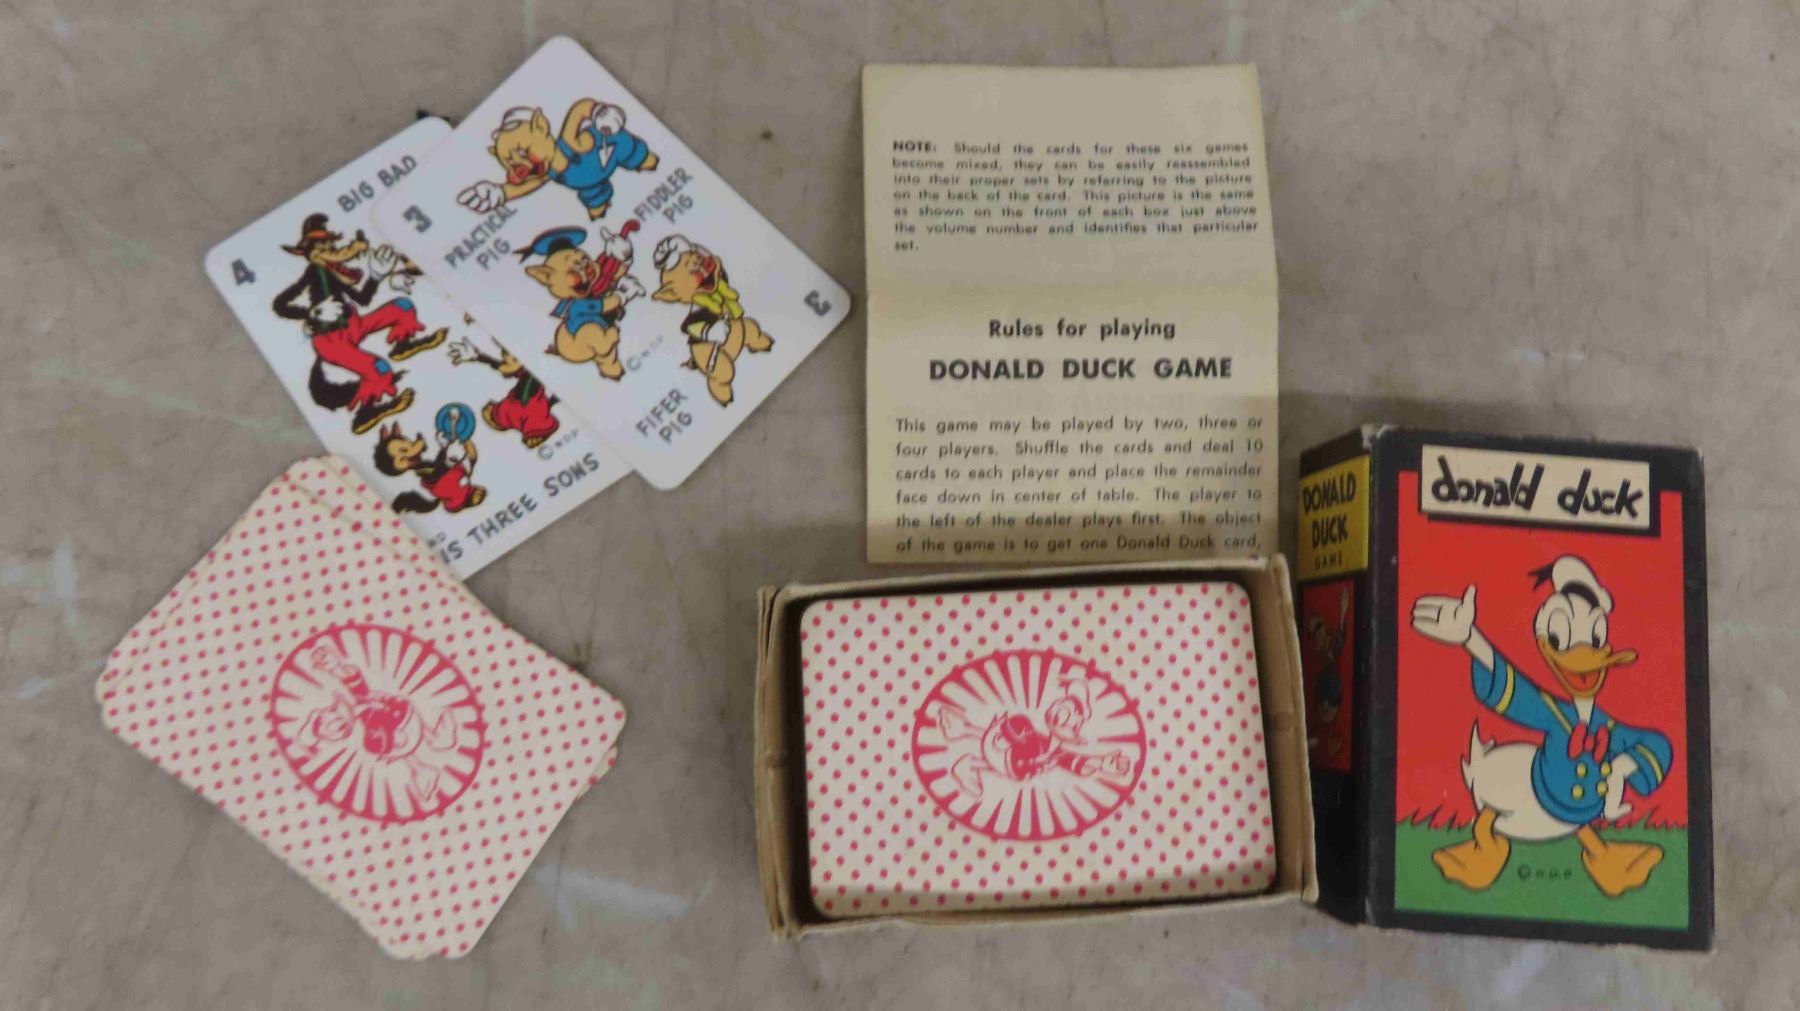 4
BIG BAD
IS THREE SONS
© W.D.P.
3
PRACTICAL
PIG
FIDDLER
PIG
FIFER
PIG
© W.D.P.
3
NOTE: Should the cards for these six games
become mixed, they can be easily reassembled
into their proper sets by referring to the picture
on the back of the card. This picture is the same
as shown on the front of each box just above
the volume number and identifies that particular
set.
Rules for playing
DONALD DUCK GAME
This game may be played by two, three or
four players. Shuffle the cards and deal 10
cards to each player and place the remainder
face down in center of table. The player to
the left of the dealer plays first. The object
of the game is to get one Donald Duck card,
DONALD
DUCK
GAME
donald duck
© W.D.P